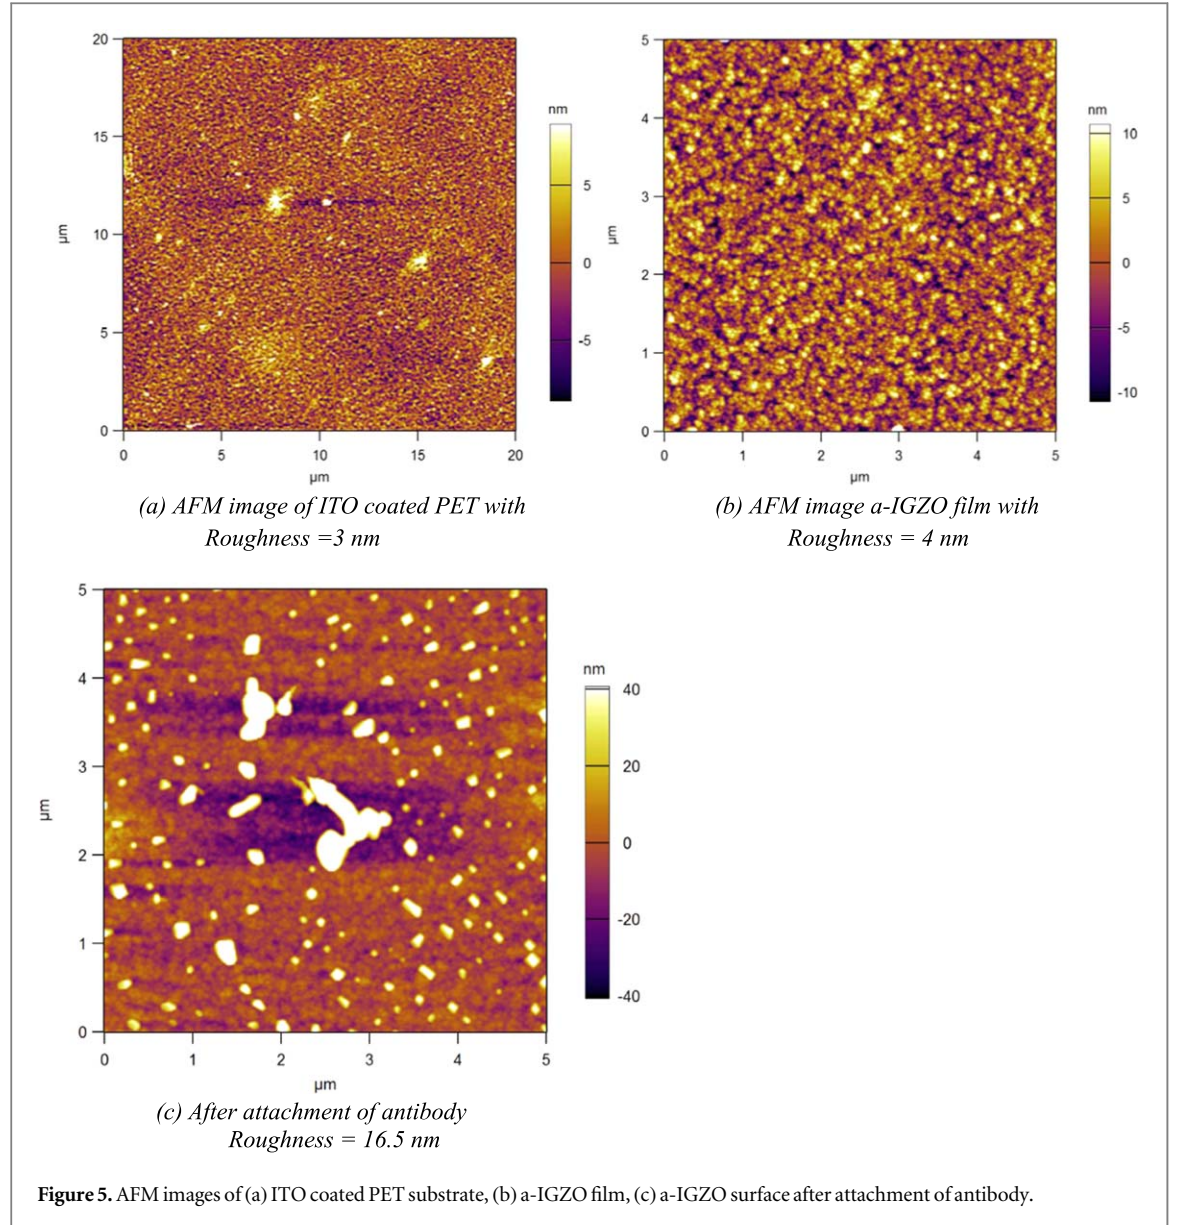 20
15
10
5
0
µm
0 5 10 15 20
µm
nm
5
0
-5
(a) AFM image of ITO coated PET with
Roughness =3 nm
5
4
3
2
1
0
µm
0 1 2 3 4 5
µm
nm
10
5
0
-5
-10
(b) AFM image a-IGZO film with
Roughness = 4 nm
5
4
3
2
1
0
µm
0 1 2 3 4 5
µm
nm
40
20
0
-20
-40
(c) After attachment of antibody
Roughness = 16.5 nm
Figure 5. AFM images of (a) ITO coated PET substrate, (b) a-IGZO film, (c) a-IGZO surface after attachment of antibody.